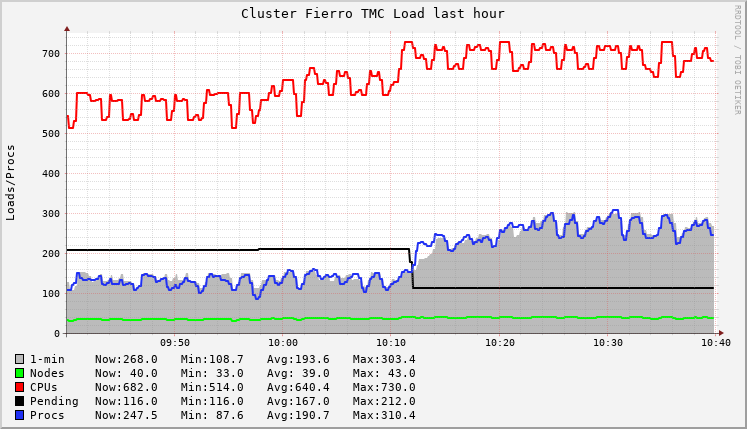 Cluster Fierro TMC Load last hour
RRDTOOL / TOBI OETIKER
Loads/Procs
700
600
500
400
300
200
100
0
09:50 10:00 10:10 10:20 10:30 10:40
1-min Now:268.0 Min:108.7 Avg:193.6 Max:303.4
Nodes Now: 40.0 Min: 33.0 Avg: 39.0 Max: 43.0
CPUs Now:682.0 Min:514.0 Avg:640.4 Max:730.0
Pending Now:116.0 Min:116.0 Avg:167.0 Max:212.0
Procs Now:247.5 Min: 87.6 Avg:190.7 Max:310.4